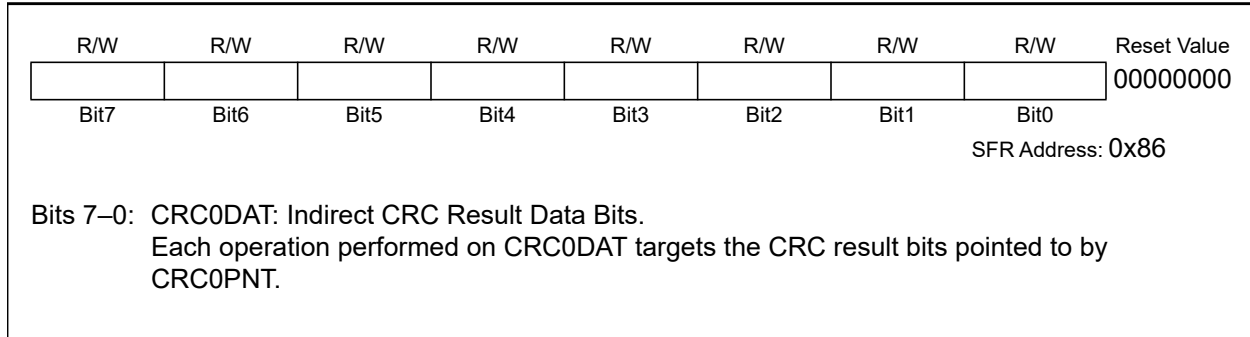 R/W R/W R/W R/W R/W R/W R/W R/W Reset Value
00000000
Bit7 Bit6 Bit5 Bit4 Bit3 Bit2 Bit1 Bit0
SFR Address: 0x86
Bits 7–0: CRC0DAT: Indirect CRC Result Data Bits.
Each operation performed on CRC0DAT targets the CRC result bits pointed to by
CRC0PNT.